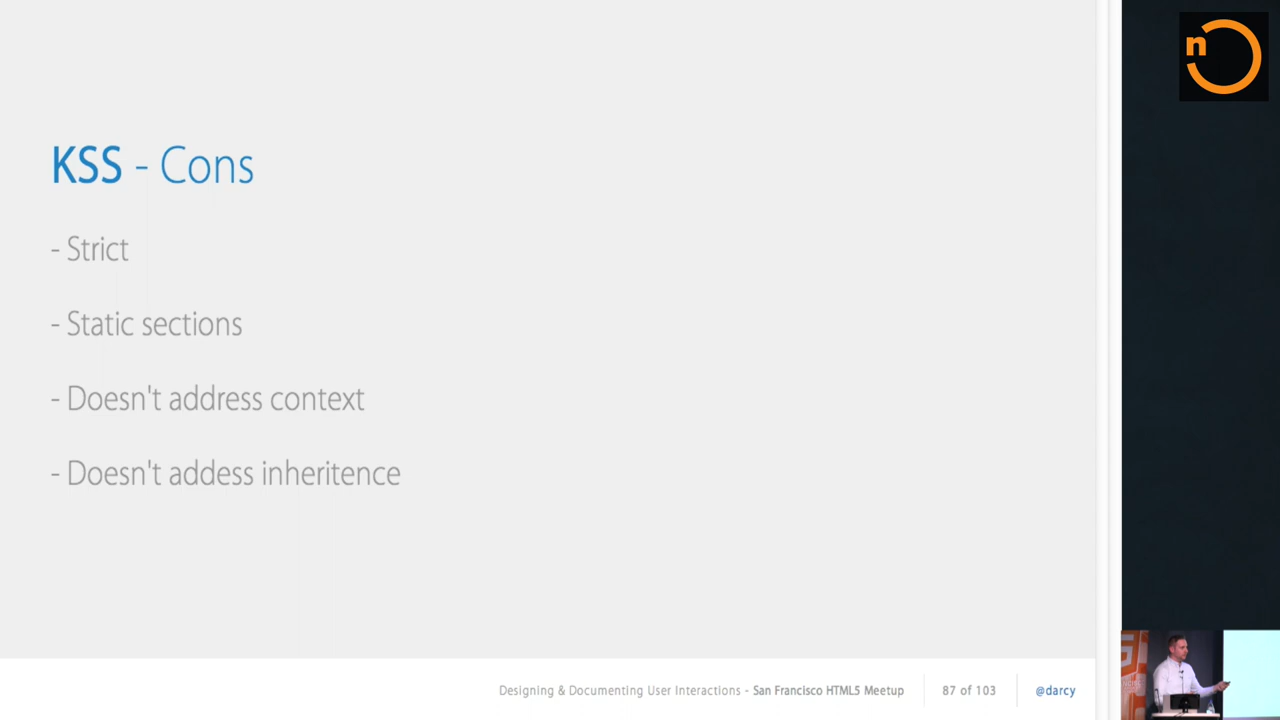 n
KSS - Cons
- Strict
- Static sections
- Doesn't address context
- Doesn't addess inheritence
Designing & Documenting User Interactions - San Francisco HTML5 Meetup
87 of 103
@darcy